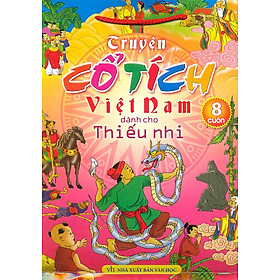 Truyện
CỔ TÍCH
Việt Nam
dành cho
Thiếu nhi
8
CUỐN
NHÀ XUẤT BẢN VĂN HỌC